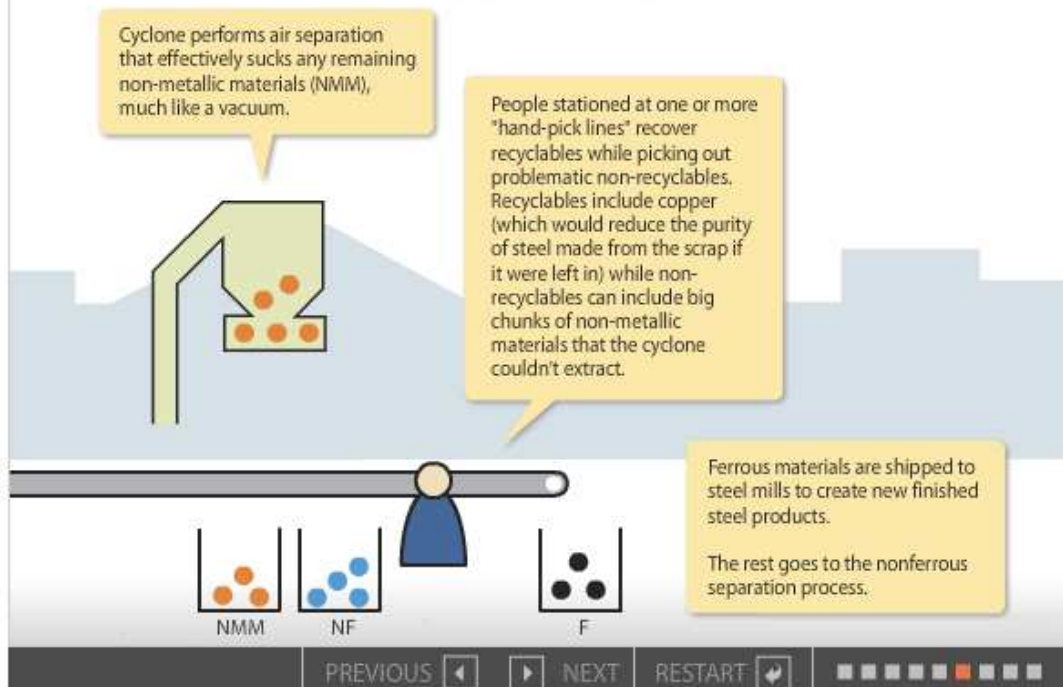 Cyclone performs air separation
that effectively sucks any remaining
non-metallic materials (NMM),
much like a vacuum.
People stationed at one or more
"hand-pick lines" recover
recyclables while picking out
problematic non-recyclables.
Recyclables include copper
(which would reduce the purity
of steel made from the scrap if
it were left in) while non-
recyclables can include big
chunks of non-metallic
materials that the cyclone
couldn't extract.
Ferrous materials are shipped to
steel mills to create new finished
steel products.
The rest goes to the nonferrous
separation process.
NMM NF F
PREVIOUS NEXT RESTART